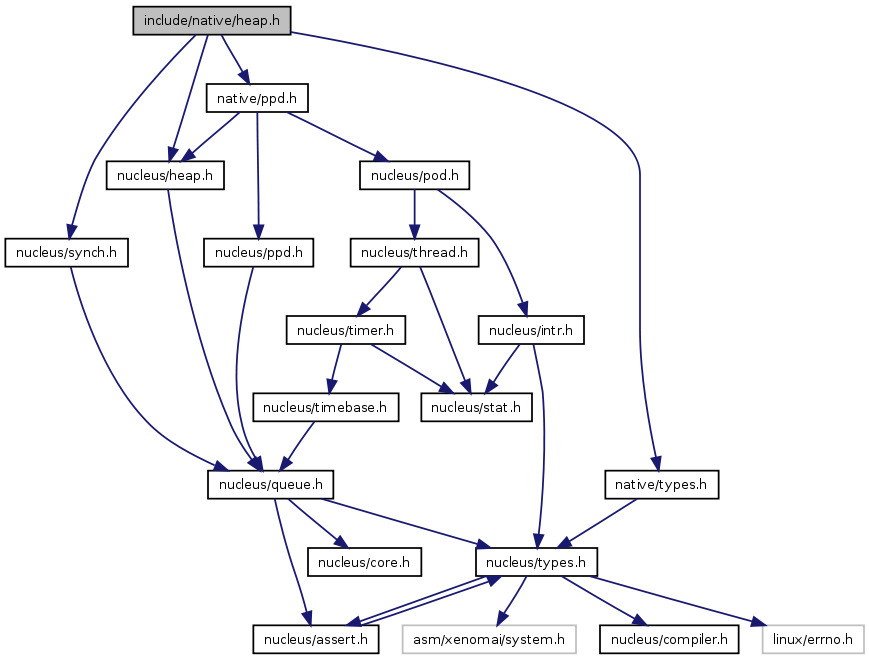 include/native/heap.h
native/ppd.h
nucleus/heap.h
nucleus/pod.h
nucleus/synch.h
nucleus/ppd.h
nucleus/thread.h
nucleus/timer.h
nucleus/intr.h
nucleus/timebase.h
nucleus/stat.h
nucleus/queue.h
native/types.h
nucleus/core.h
nucleus/types.h
nucleus/assert.h
asm/xenomai/system.h
nucleus/compiler.h
linux/errno.h